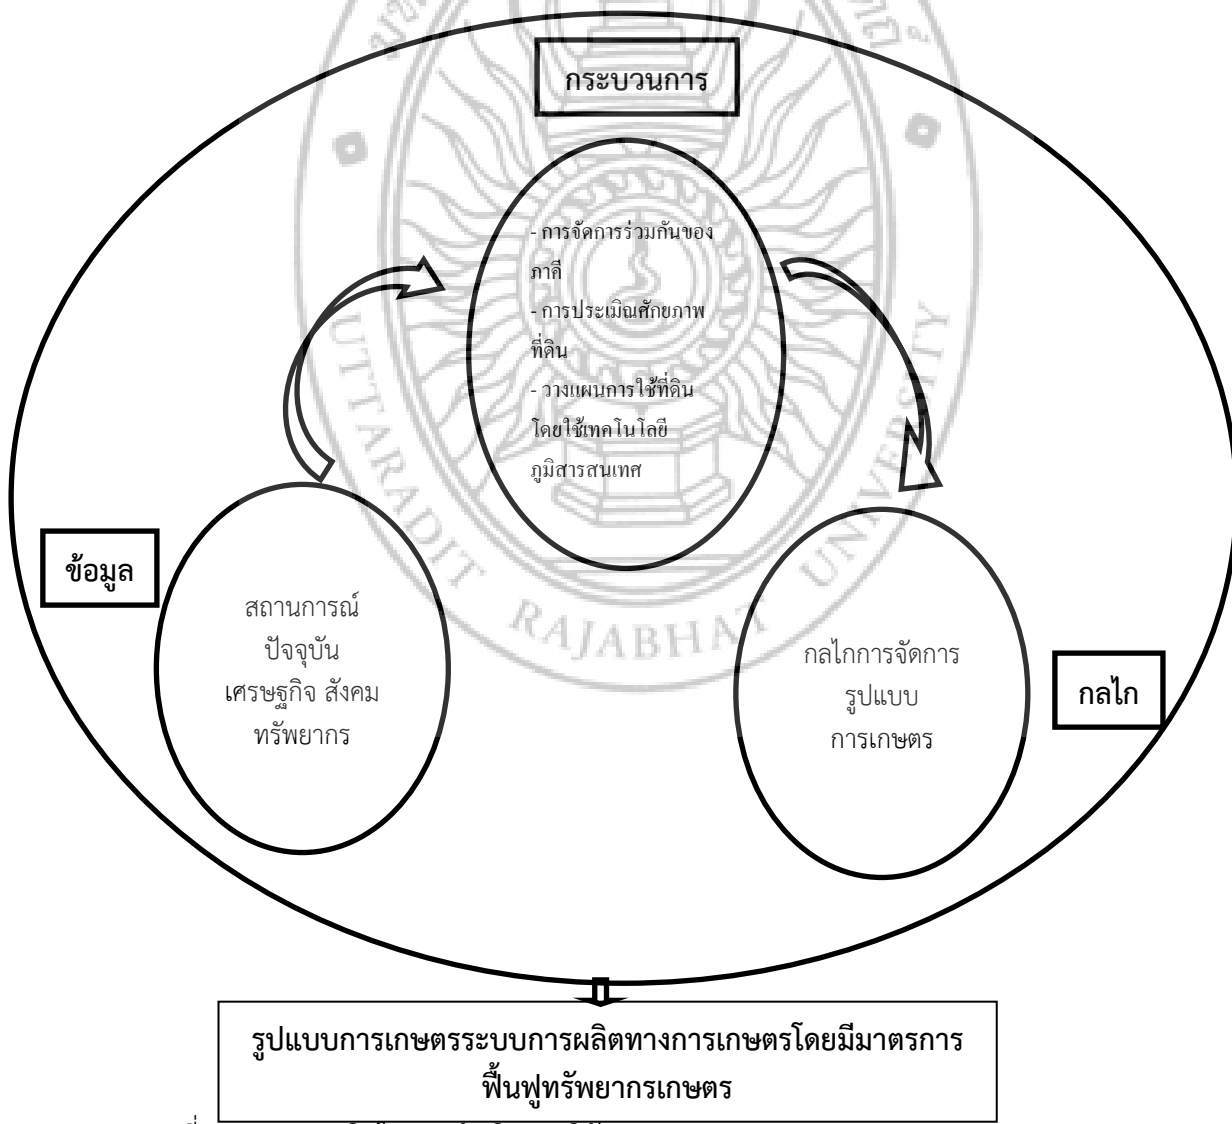 กระบวนการ
- การจัดการร่วมกันของ
ภาคี
- การประเมิณศักยภาพ
ที่ดิน
- วางแผนการใช้ที่ดิน
โดยใช้เทคโนโลยี
ภูมิสารสนเทศ
ข้อมูล
สถานการณ์
ปัจจุบัน
เศรษฐกิจ สังคม
ทรัพยากร
กลไกการจัดการ
รูปแบบ
การเกษตร
กลไก
UTTARADIT RAJABHAT UNIVERSITY
รูปแบบการเกษตรระบบการผลิตทางการเกษตรโดยมีมาตรการ
ฟื้นฟูทรัพยากรเกษตร